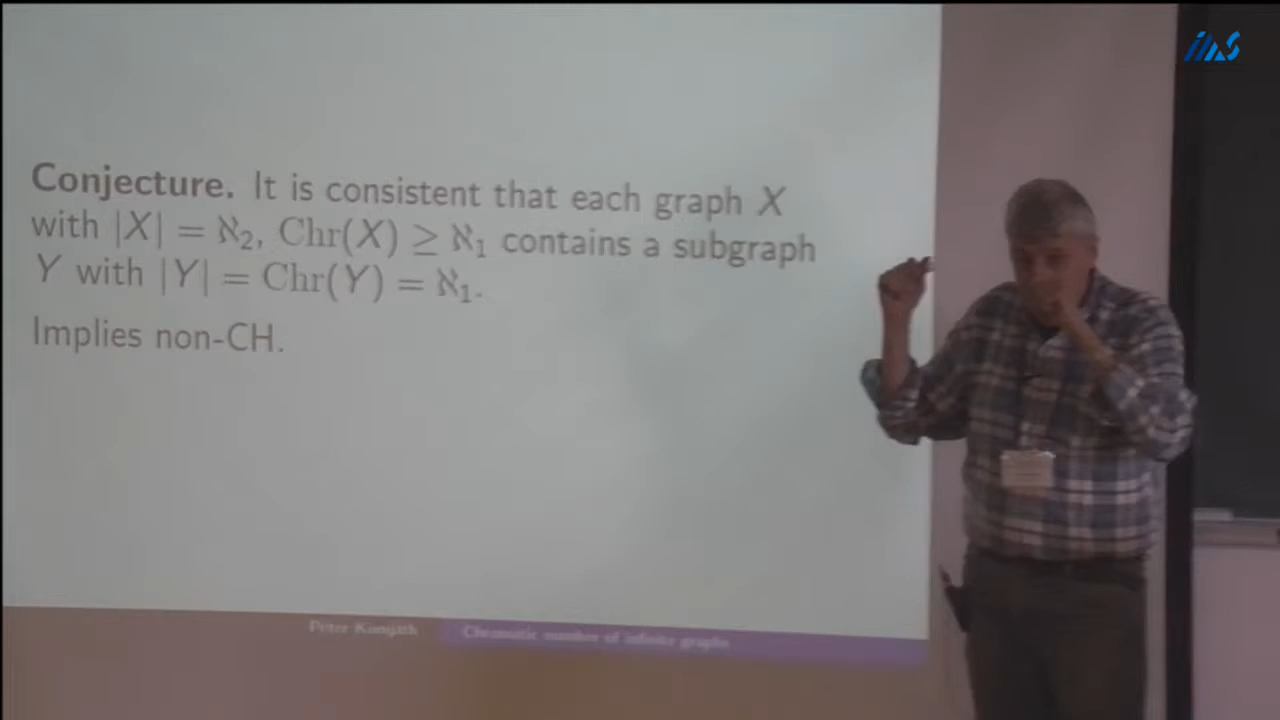 ims
Conjecture. It is consistent that each graph X
with |X| = ℵ₂, Chr(X) ≥ ℵ₁ contains a subgraph
Y with |Y| = Chr(Y) = ℵ₁.
Implies non-CH.
Peter Komjáth
Chromatic number of infinite graphs